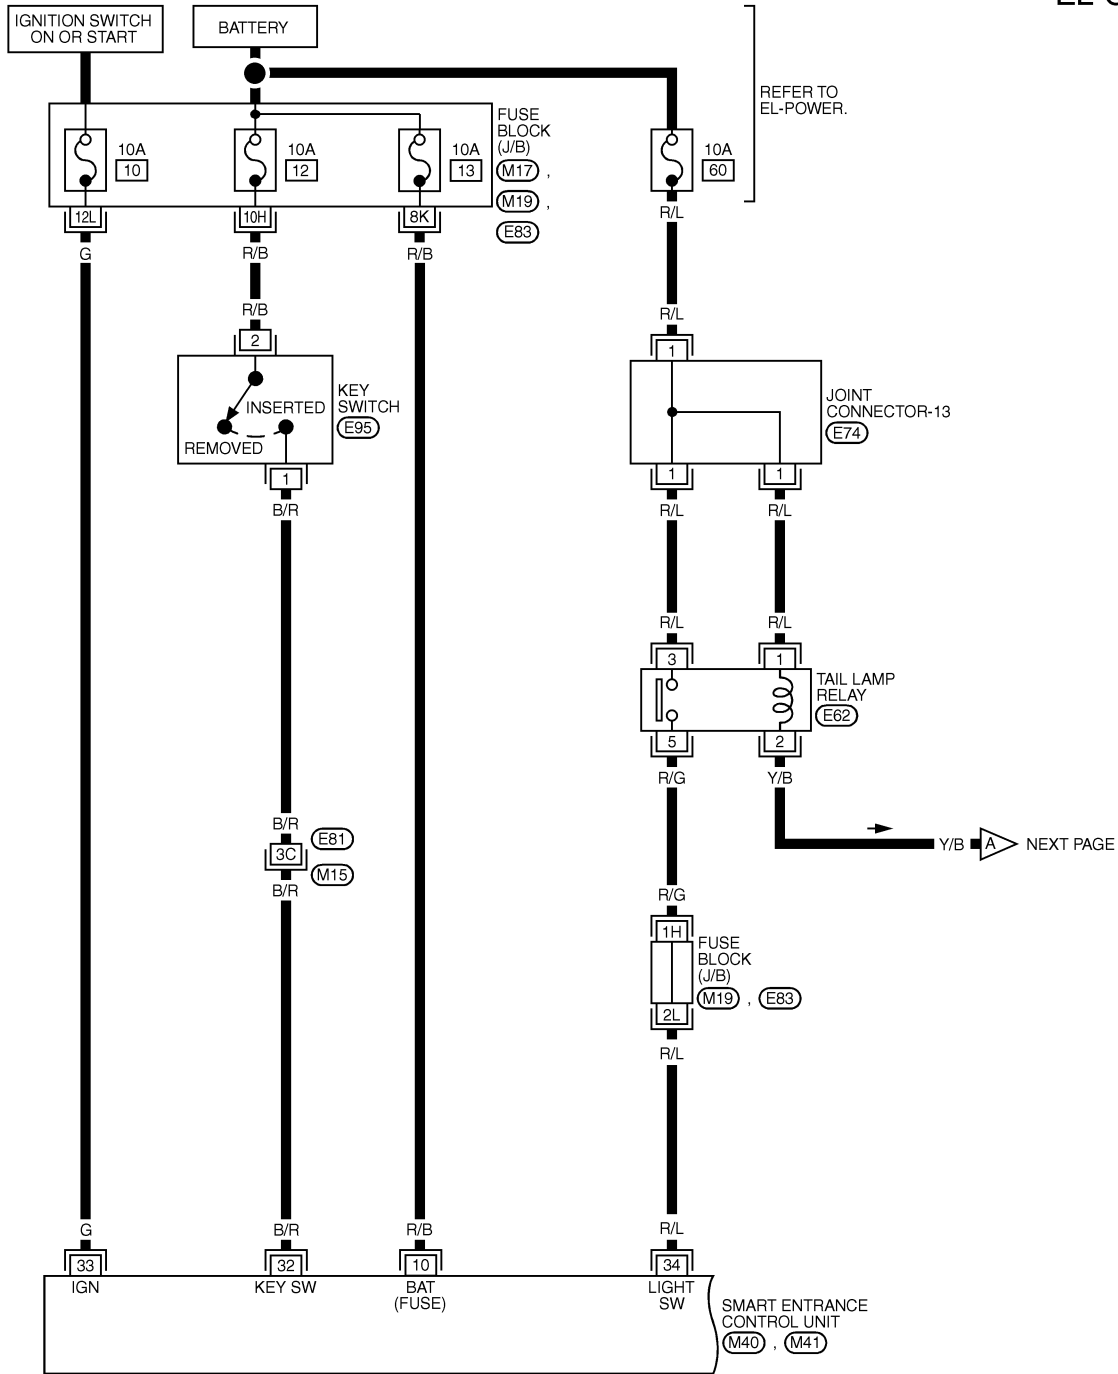 IGNITION SWITCH
ON OR START
BATTERY
REFER TO
EL-POWER.
10A
10
10A
12
10A
13
FUSE
BLOCK
(J/B)
M17 ,
M19 ,
E83
10A
60
12L
10H
8K
R/L
G
R/B
R/B
R/B
R/L
2
1
KEY
SWITCH
E95
INSERTED
REMOVED
JOINT
CONNECTOR-13
E74
1
1
1
B/R
R/L
R/L
R/L
R/L
3
1
TAIL LAMP
RELAY
E62
5
2
R/G
Y/B
B/R
E81
3C
M15
B/R
Y/B
A
NEXT PAGE
R/G
1H
FUSE
BLOCK
(J/B)
M19 , E83
2L
R/L
G
B/R
R/B
R/L
33
32
10
34
IGN
KEY SW
BAT
(FUSE)
LIGHT
SW
SMART ENTRANCE
CONTROL UNIT
M40 , M41